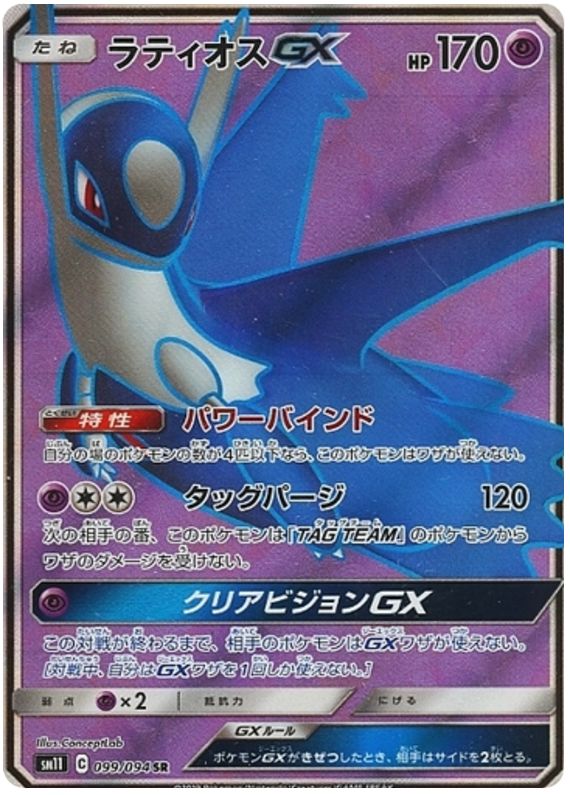 たね ラティオスGX HP 170
特性 パワーバインド
自分の場のポケモンの数が4匹以下なら、このポケモンはワザが使えない。
タッグパージ 120
次の相手の番、このポケモンは『TAG TEAM』のポケモンから
ワザのダメージを受けない。
クリアビジョンGX
この対戦が終わるまで、相手のポケモンはGXワザが使えない。
[対戦中、自分はGXワザを1回しか使えない。]
弱点 ×2 抵抗力 にげる
Illus.ConceptLab
GXルール
SM11 C 099/094 SR
ポケモンGXがきぜつしたとき、相手はサイドを2枚とる。